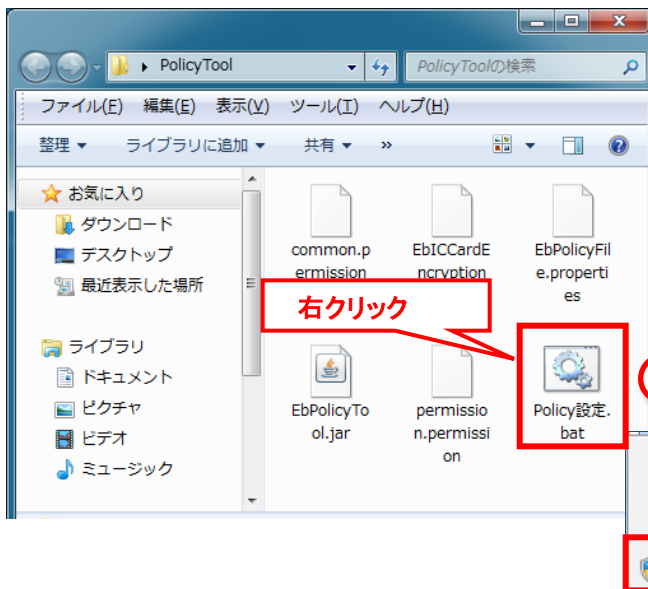 PolicyTool
PolicyToolの検索
ファイル(F) 編集(E) 表示(V) ツール(T) ヘルプ(H)
整理 ライブラリに追加 共有 »
お気に入り
ダウンロード
デスクトップ
最近表示した場所
ライブラリ
ドキュメント
ピクチャ
ビデオ
ミュージック
common.p
ermission
EbICCardE
ncryption
EbPolicyFil
e.properti
es
右クリック
EbPolicyTo
ol.jar
permissio
n.permissi
on
Policy設定.
bat